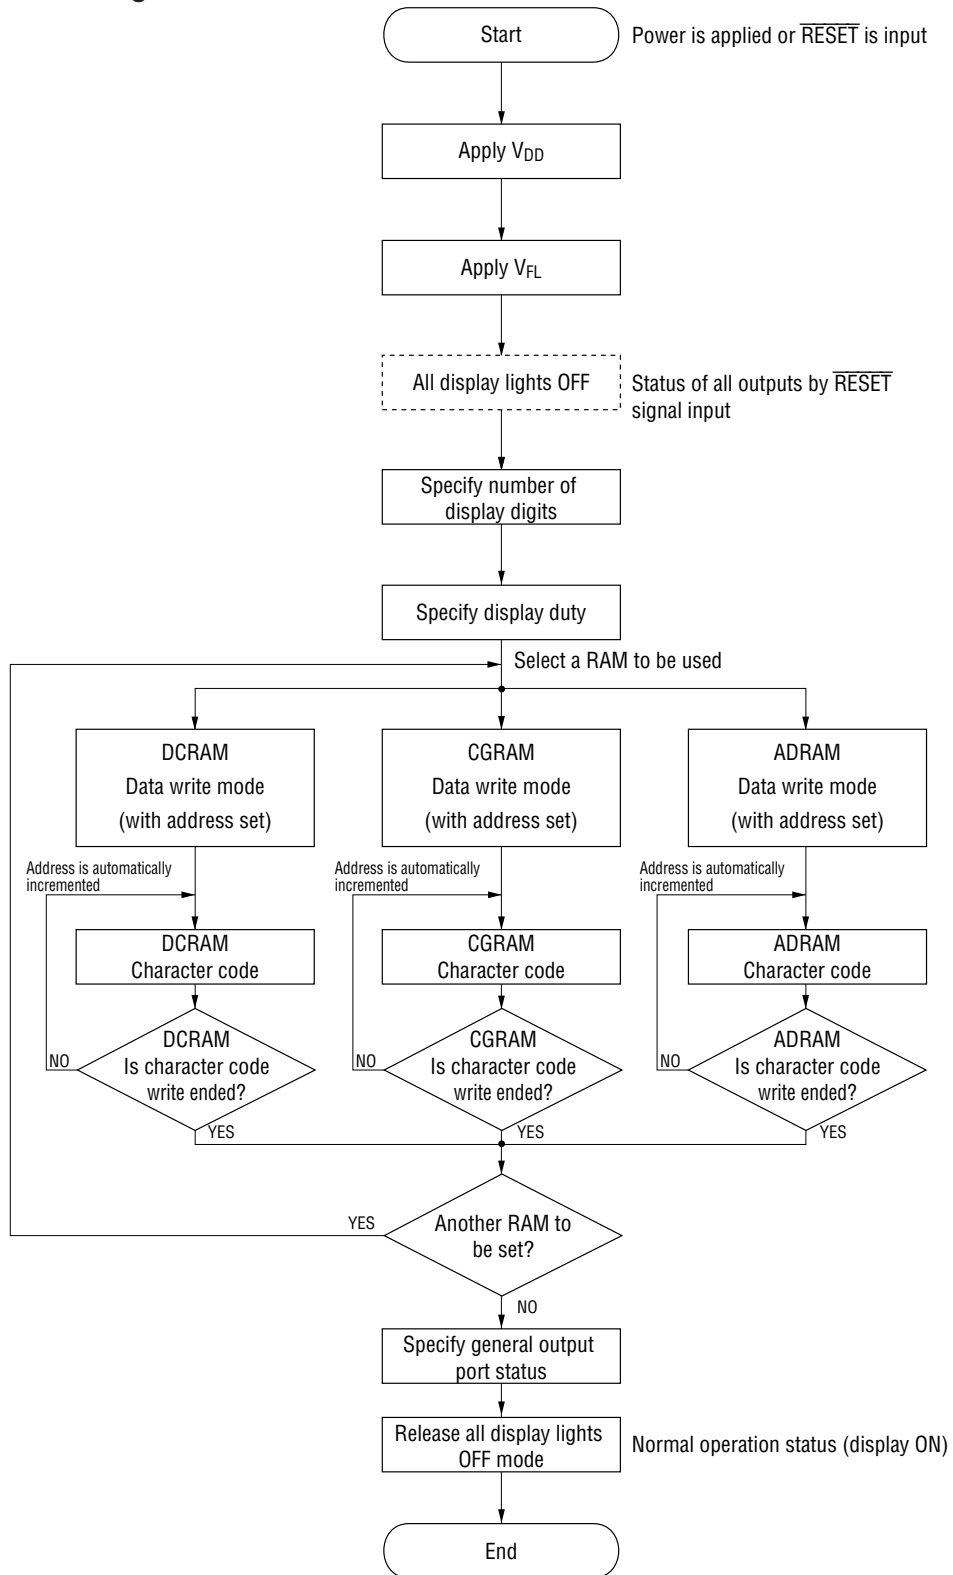 Start
Power is applied or RESET is input
Apply VDD
Apply VFL
All display lights OFF
Status of all outputs by RESET
signal input
Specify number of
display digits
Specify display duty
Select a RAM to be used
DCRAM
Data write mode
(with address set)
CGRAM
Data write mode
(with address set)
ADRAM
Data write mode
(with address set)
Address is automatically
incremented
Address is automatically
incremented
Address is automatically
incremented
DCRAM
Character code
CGRAM
Character code
ADRAM
Character code
DCRAM
Is character code
write ended?
NO
YES
CGRAM
Is character code
write ended?
NO
YES
ADRAM
Is character code
write ended?
NO
YES
Another RAM to
be set?
YES
NO
Specify general output
port status
Release all display lights
OFF mode
Normal operation status (display ON)
End